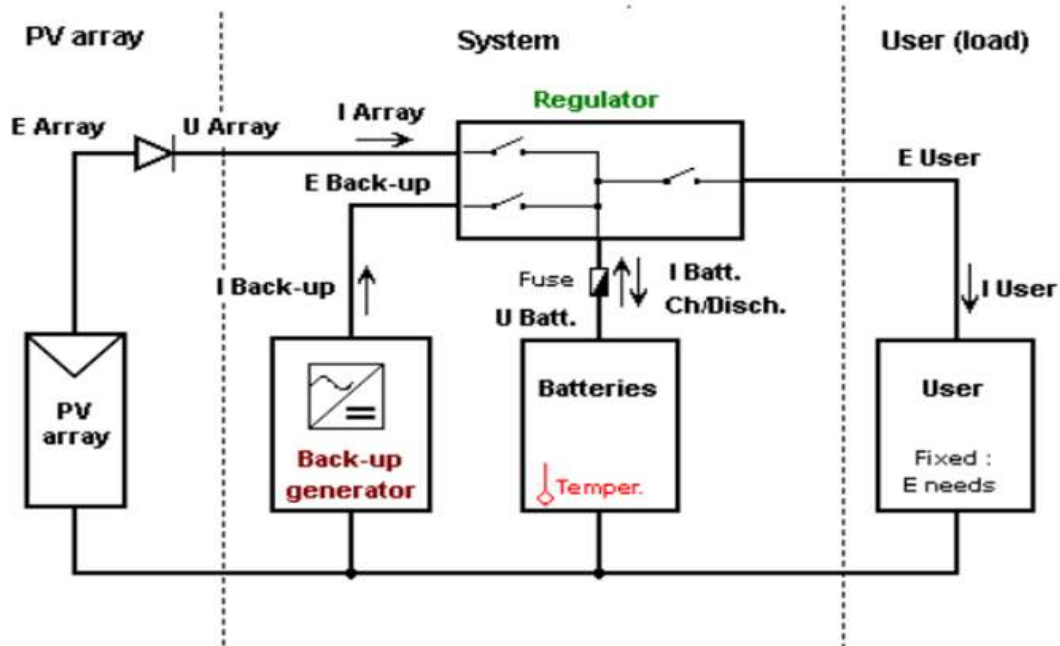 PV array
System
User (load)
Regulator
I Array
E Array
U Array
E User
E Back-up
I Back-up
Fuse
I Batt.
Ch/Disch.
U Batt.
I User
PV
array
Back-up
generator
Batteries
Temper.
User
Fixed :
E needs